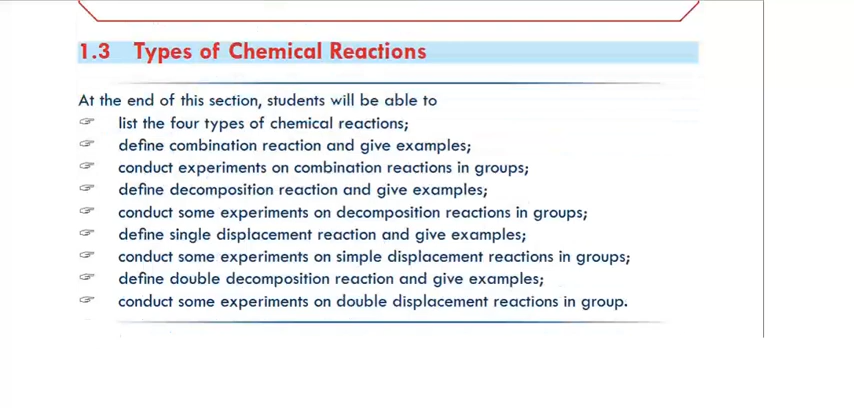 1.3 Types of Chemical Reactions
At the end of this section, students will be able to
☞ list the four types of chemical reactions;
☞ define combination reaction and give examples;
☞ conduct experiments on combination reactions in groups;
☞ define decomposition reaction and give examples;
☞ conduct some experiments on decomposition reactions in groups;
☞ define single displacement reaction and give examples;
☞ conduct some experiments on simple displacement reactions in groups;
☞ define double decomposition reaction and give examples;
☞ conduct some experiments on double displacement reactions in group.